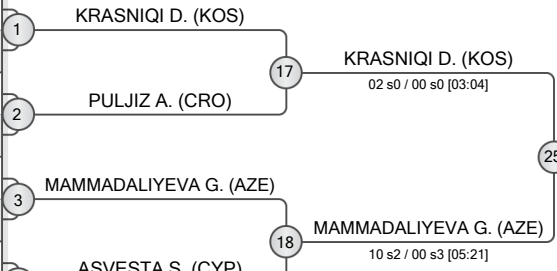 KRASNIQI D. (KOS)
1
17
KRASNIQI D. (KOS)
02 s0 / 00 s0 [03:04]
PULJIZ A. (CRO)
2
25
MAMMADALIYEVA G. (AZE)
3
18
MAMMADALIYEVA G. (AZE)
10 s2 / 00 s3 [05:21]
ASVESTA S. (CYP)